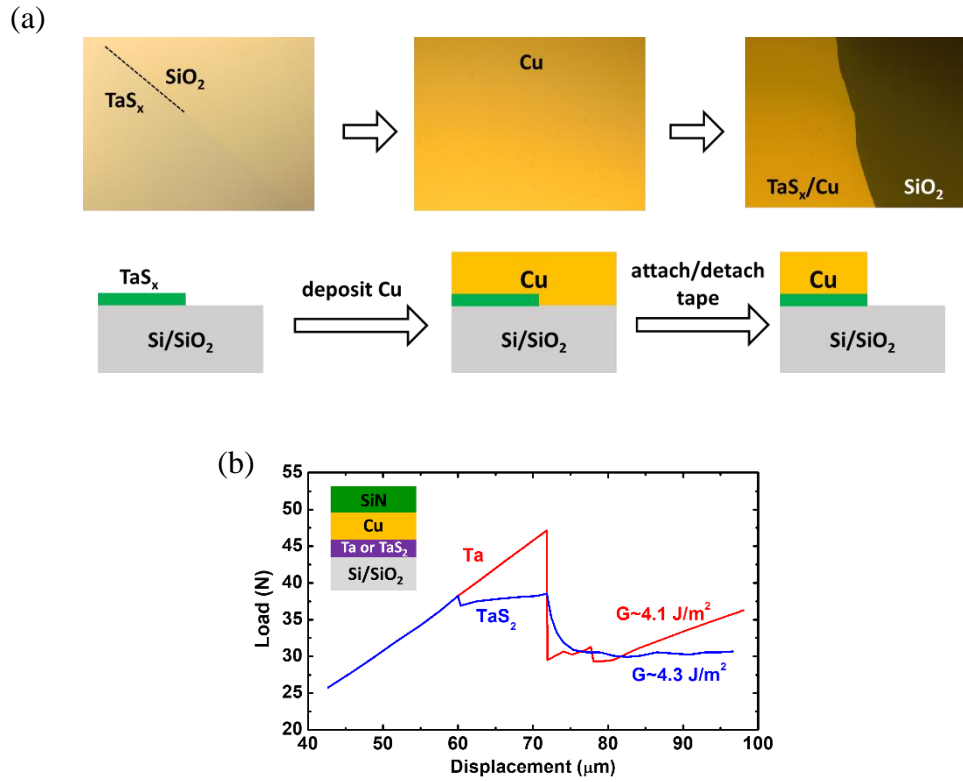 (a)
SiO2
TaSx
Cu
TaSx/Cu
SiO2
TaSx
Si/SiO2
deposit Cu
Cu
Si/SiO2
attach/detach
tape
Cu
Si/SiO2
(b)
55
50
45
40
35
30
25
20
Load (N)
SiN
Cu
Ta or TaS2
Si/SiO2
Ta
TaS2
G~4.1 J/m²
G~4.3 J/m²
40 50 60 70 80 90 100
Displacement (μm)